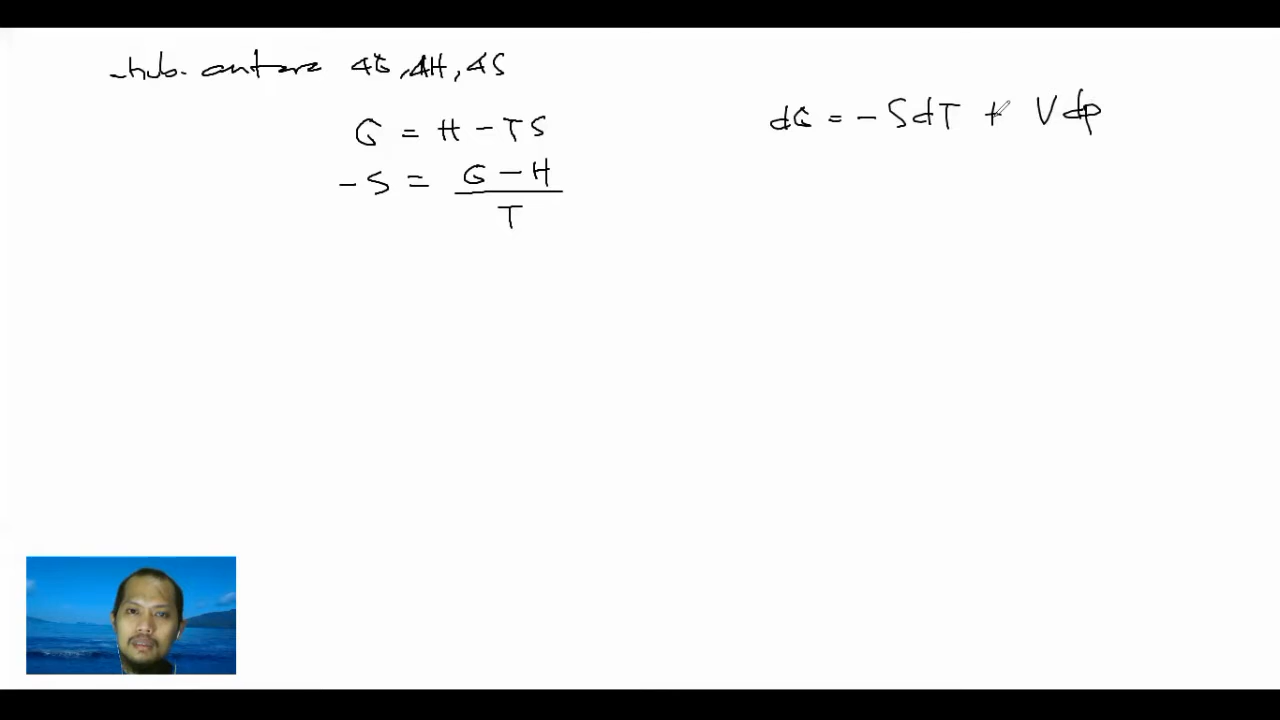 -hub. antara ΔG, ΔH, ΔS
G = H - TS
-S = (G - H) / T
dG = -SdT + Vdp